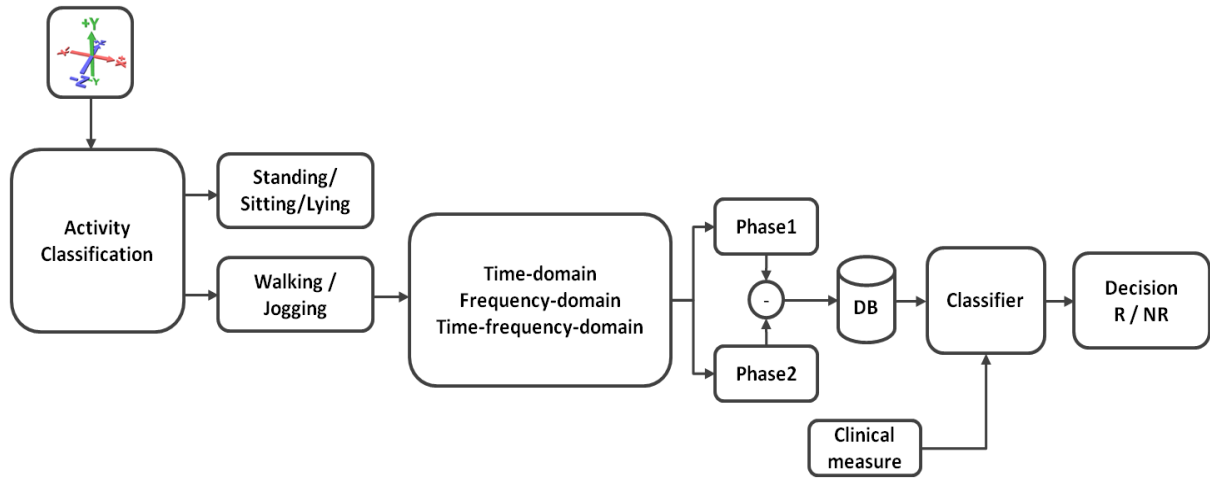 +Y
+X
-Z
-Y
Activity
Classification
Standing/
Sitting/Lying
Walking /
Jogging
Time-domain
Frequency-domain
Time-frequency-domain
Phase1
-
Phase2
DB
Classifier
Decision
R / NR
Clinical
measure